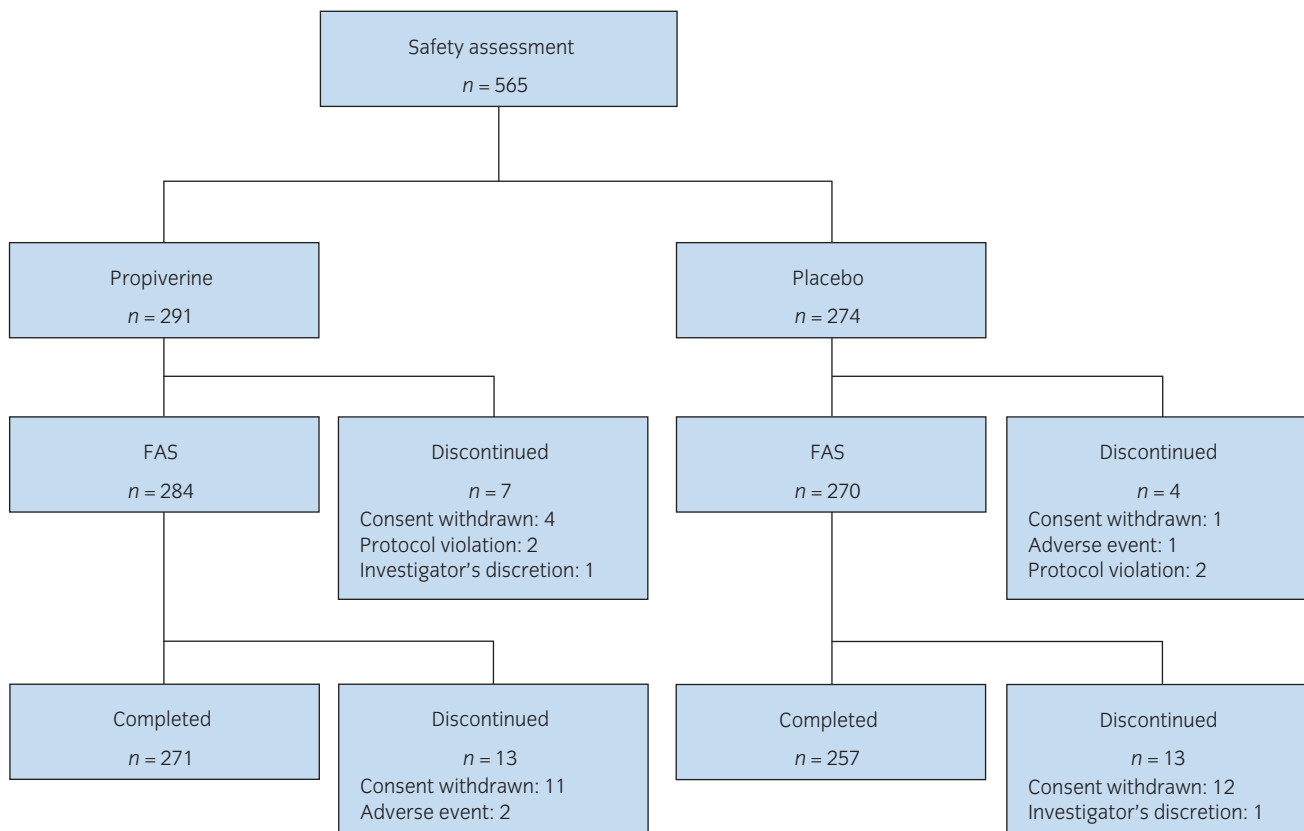 Safety assessment
n = 565
Propiverine
n = 291
Placebo
n = 274
FAS
n = 284
Discontinued
n = 7
Consent withdrawn: 4
Protocol violation: 2
Investigator’s discretion: 1
FAS
n = 270
Discontinued
n = 4
Consent withdrawn: 1
Adverse event: 1
Protocol violation: 2
Completed
n = 271
Discontinued
n = 13
Consent withdrawn: 11
Adverse event: 2
Completed
n = 257
Discontinued
n = 13
Consent withdrawn: 12
Investigator’s discretion: 1